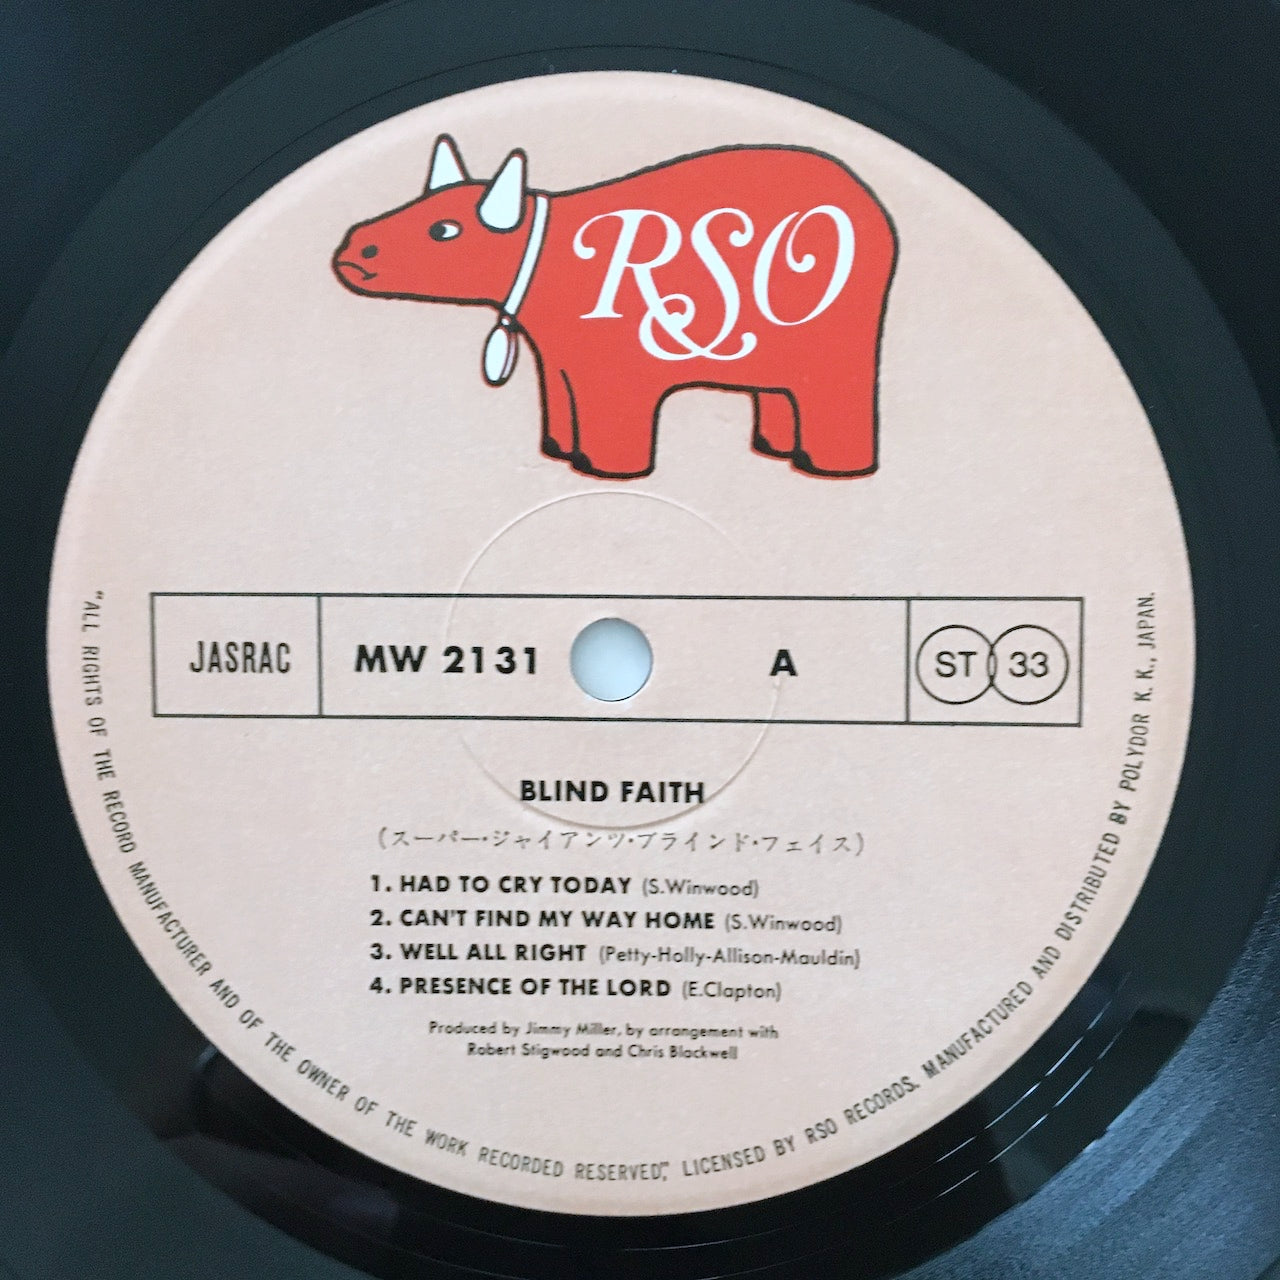 RSO
JASRAC
MW 2131
A
ST 33
BLIND FAITH
(スーパー・ジャイアンツ・ブラインド・フェイス)
1. HAD TO CRY TODAY (S.Winwood)
2. CAN'T FIND MY WAY HOME (S.Winwood)
3. WELL ALL RIGHT (Petty-Holly-Allison-Mauldin)
4. PRESENCE OF THE LORD (E.Clapton)
Produced by Jimmy Miller, by arrangement with
Robert Stigwood and Chris Blackwell
"ALL RIGHTS OF THE RECORD MANUFACTURER AND OF THE OWNER OF THE WORK RECORDED RESERVED", LICENSED BY RSO RECORDS. MANUFACTURED AND DISTRIBUTED BY POLYDOR K. K., JAPAN.